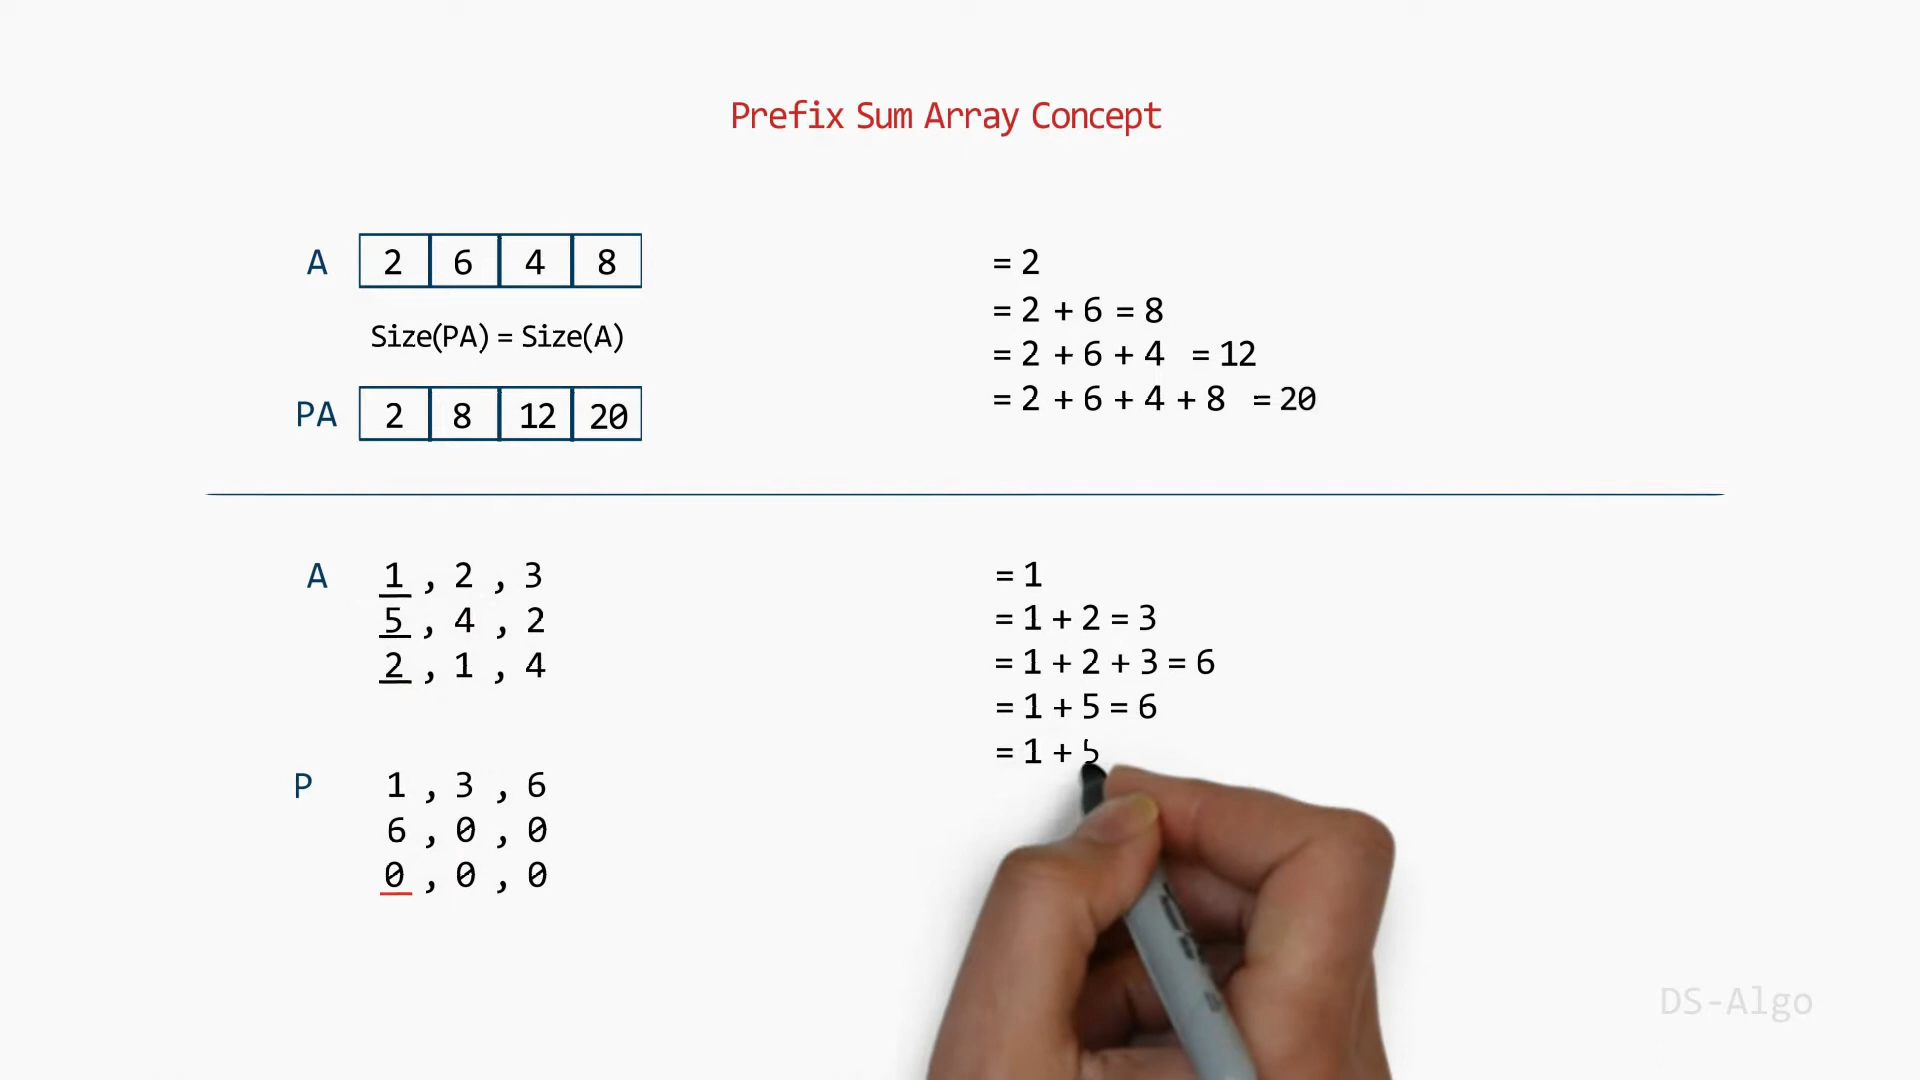 Prefix Sum Array Concept
A 2 6 4 8
Size(PA) = Size(A)
PA 2 8 12 20
= 2
= 2 + 6 = 8
= 2 + 6 + 4 = 12
= 2 + 6 + 4 + 8 = 20
A 1 , 2 , 3
5 , 4 , 2
2 , 1 , 4
P 1 , 3 , 6
6 , 0 , 0
0 , 0 , 0
= 1
= 1 + 2 = 3
= 1 + 2 + 3 = 6
= 1 + 5 = 6
= 1 + 5
DS-Algo